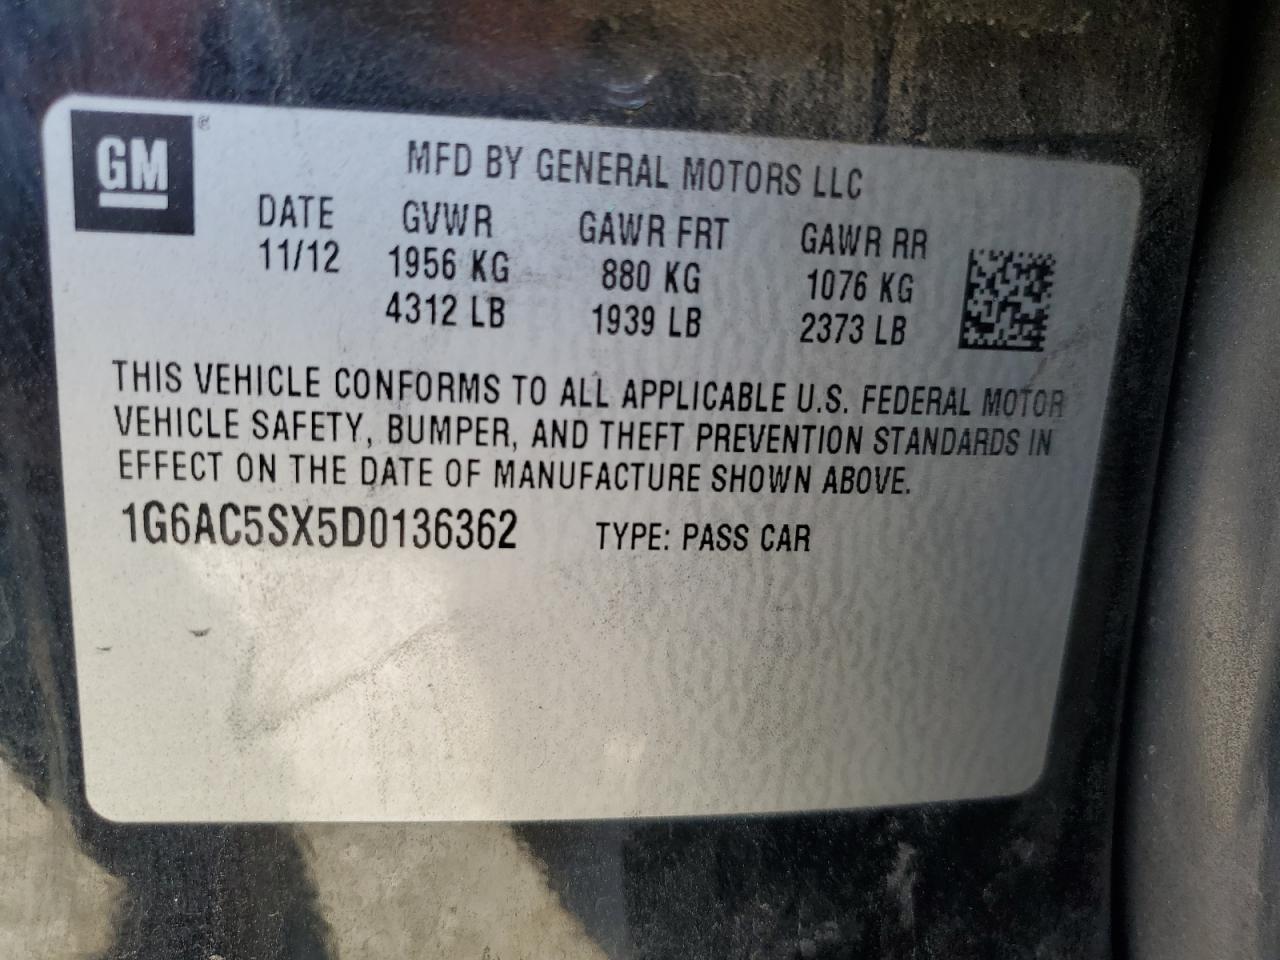 GM®
MFD BY GENERAL MOTORS LLC
DATE GVWR GAWR FRT GAWR RR
11/12 1956 KG 880 KG 1076 KG
4312 LB 1939 LB 2373 LB
THIS VEHICLE CONFORMS TO ALL APPLICABLE U.S. FEDERAL MOTOR
VEHICLE SAFETY, BUMPER, AND THEFT PREVENTION STANDARDS IN
EFFECT ON THE DATE OF MANUFACTURE SHOWN ABOVE.
1G6AC5SX5D0136362 TYPE: PASS CAR